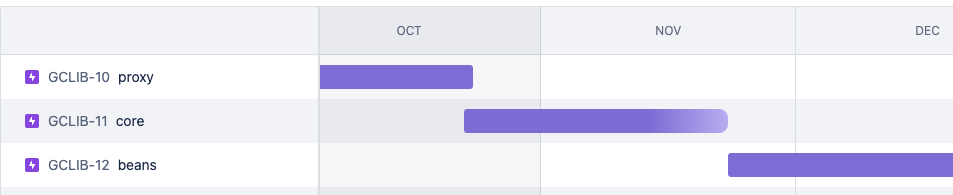 OCT NOV DEC
GCLIB-10 proxy
GCLIB-11 core
GCLIB-12 beans